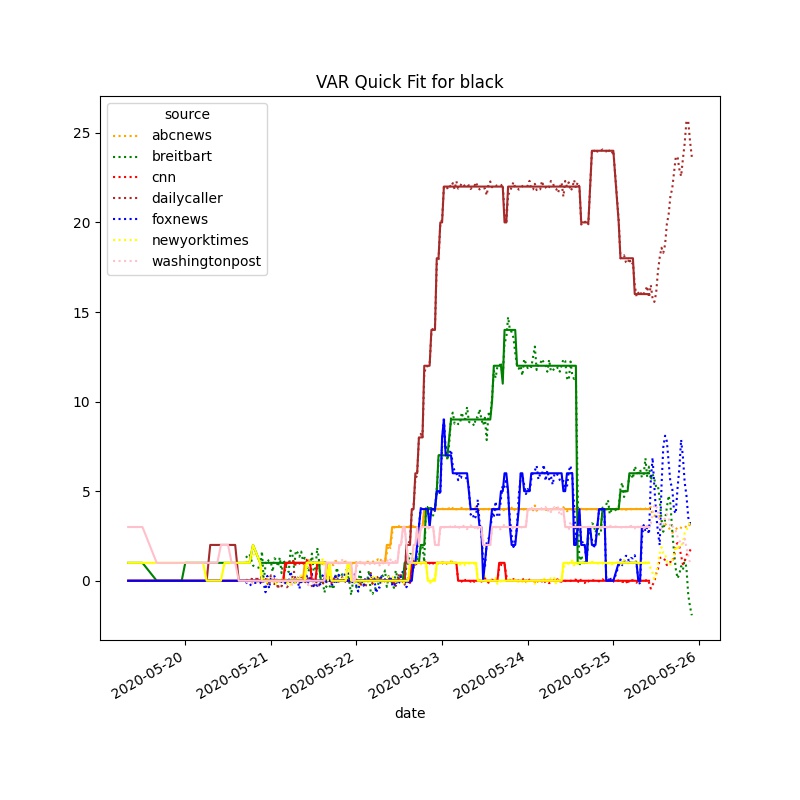 VAR Quick Fit for black
source
abcnews
breitbart
cnn
dailycaller
foxnews
newyorktimes
washingtonpost
25
20
15
10
5
0
2020-05-20
2020-05-21
2020-05-22
2020-05-23
2020-05-24
2020-05-25
2020-05-26
date